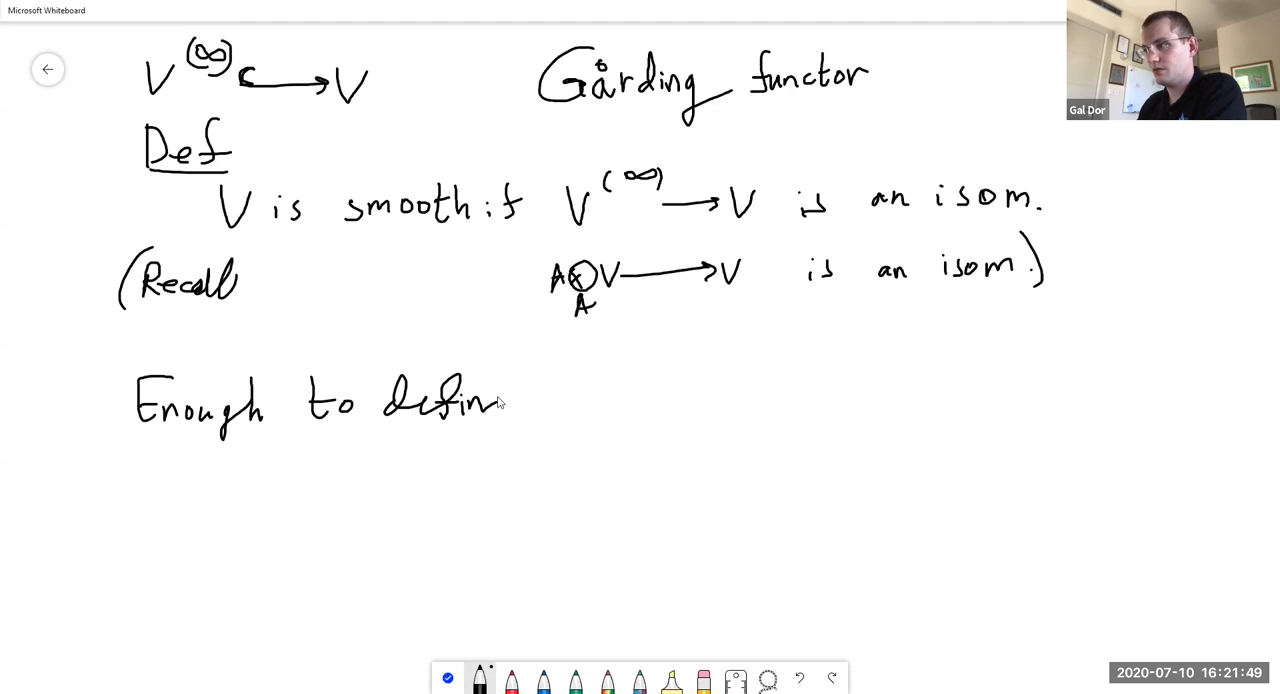 Microsoft Whiteboard
V^(∞) ↪ V Gårding functor
Def
V is smooth if V^(∞) → V is an isom.
(Recall A⊗_A V → V is an isom.)
Enough to defin
Gal Dor
2020-07-10 16:21:49